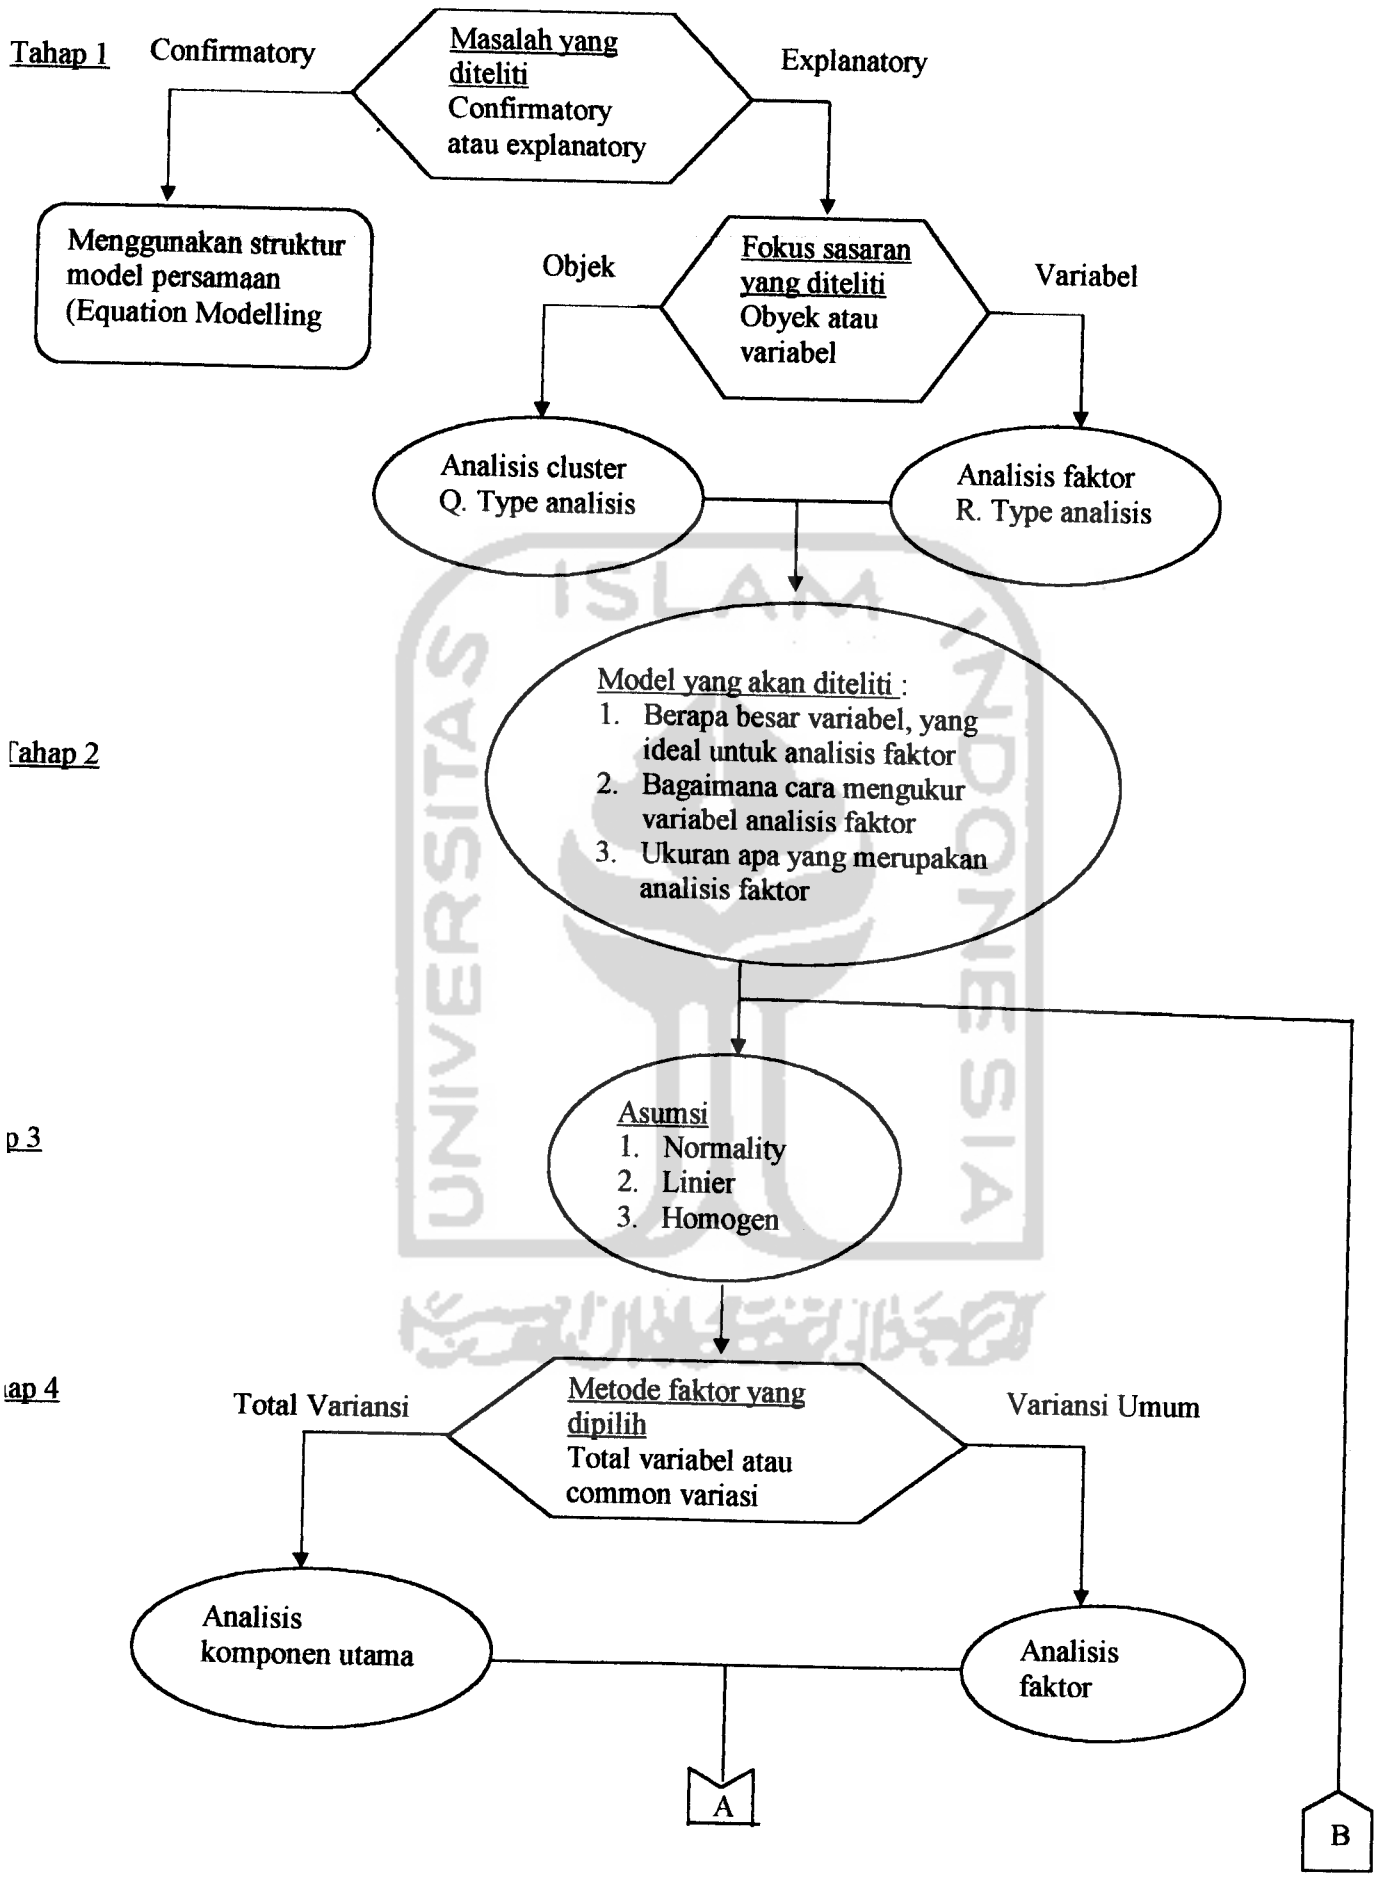 Tahap 1
Confirmatory
Masalah yang
diteliti
Confirmatory
atau explanatory
Explanatory
Menggunakan struktur
model persamaan
(Equation Modelling
Objek
Fokus sasaran
yang diteliti
Obyek atau
variabel
Variabel
Analisis cluster
Q. Type analisis
Analisis faktor
R. Type analisis
Tahap 2
Model yang akan diteliti :
1. Berapa besar variabel, yang
ideal untuk analisis faktor
2. Bagaimana cara mengukur
variabel analisis faktor
3. Ukuran apa yang merupakan
analisis faktor
p 3
Asumsi
1. Normality
2. Linier
3. Homogen
ap 4
Total Variansi
Metode faktor yang
dipilih
Total variabel atau
common variasi
Variansi Umum
Analisis
komponen utama
Analisis
faktor
A
B
UNIVERSITAS
ISLAM
INDONESIA